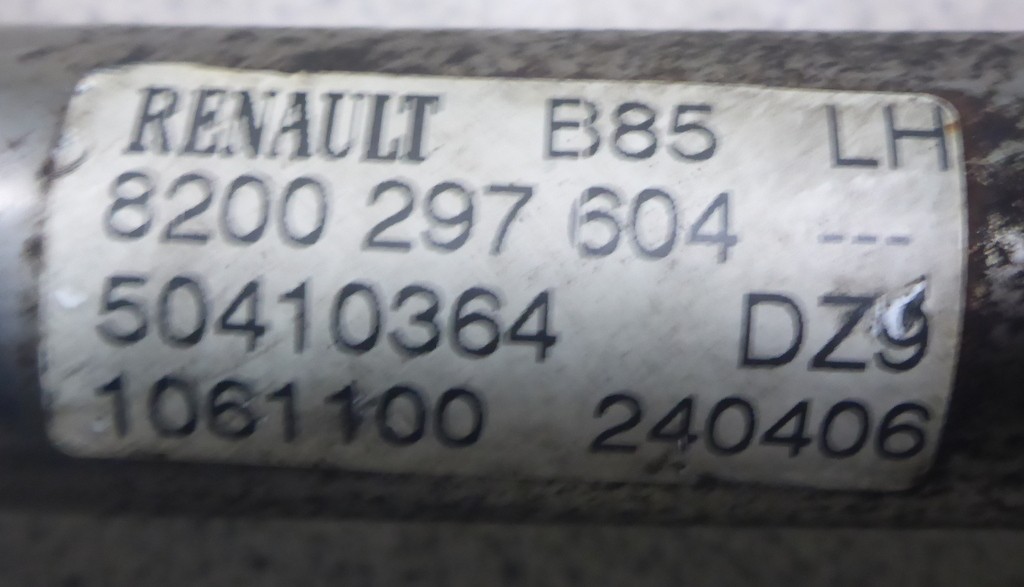 RENAULT B85 LH
8200 297 604 ---
50410364 DZ9
1061100 240406